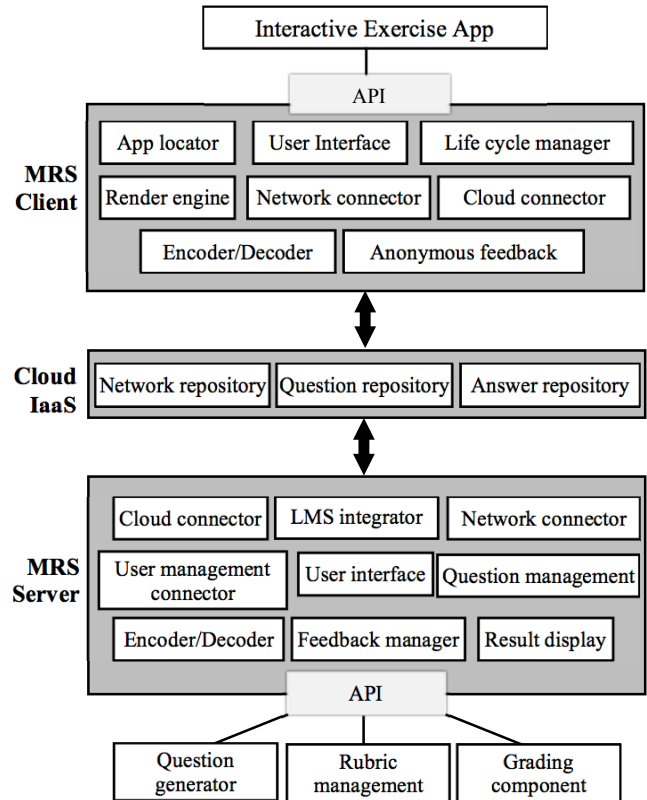 Interactive Exercise App
API
App locator
User Interface
Life cycle manager
MRS
Client
Render engine
Network connector
Cloud connector
Encoder/Decoder
Anonymous feedback
Cloud
IaaS
Network repository
Question repository
Answer repository
Cloud connector
LMS integrator
Network connector
MRS
Server
User management
connector
User interface
Question management
Encoder/Decoder
Feedback manager
Result display
API
Question
generator
Rubric
management
Grading
component